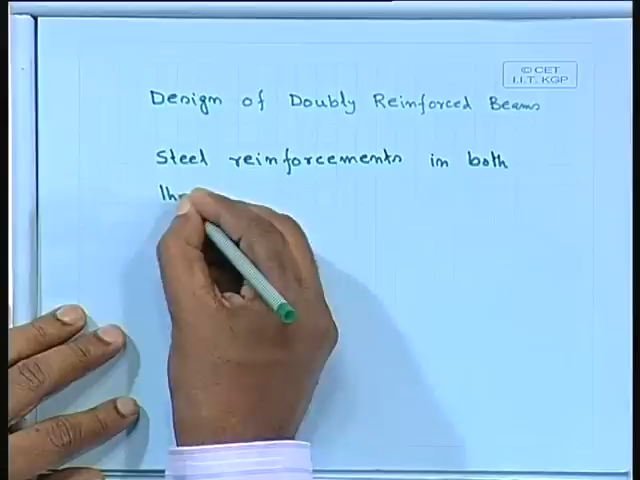 © CET
I.I.T. KGP
Design of Doubly Reinforced Beams
Steel reinforcements in both